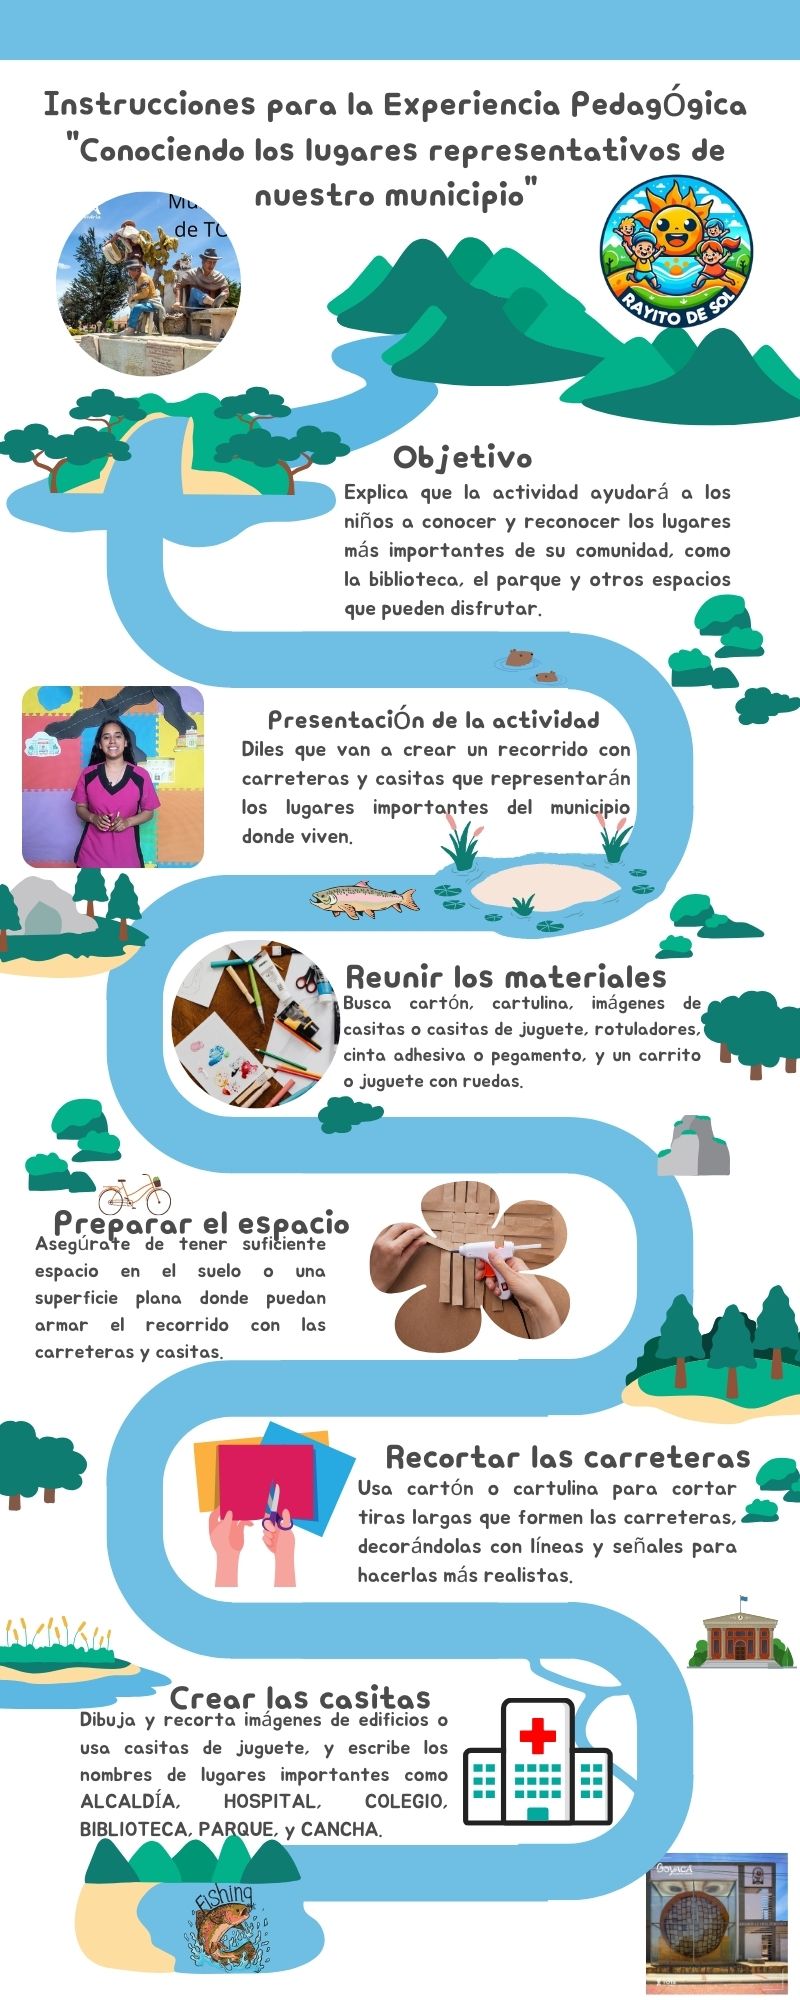 Instrucciones para la Experiencia PedagÓgica
"Conociendo los lugares representativos de
nuestro municipio"
de TO
RAYITO DE SOL
Objetivo
Explica que la actividad ayudará a los
niños a conocer y reconocer los lugares
más importantes de su comunidad, como
la biblioteca, el parque y otros espacios
que pueden disfrutar.
PresentaciÓn de la actividad
Diles que van a crear un recorrido con
carreteras y casitas que representarán
los lugares importantes del municipio
donde viven.
Reunir los materiales
Busca cartón, cartulina, imágenes de
casitas o casitas de juguete, rotuladores,
cinta adhesiva o pegamento, y un carrito
o juguete con ruedas.
Preparar el espacio
Asegúrate de tener suficiente
espacio en el suelo o una
superficie plana donde puedan
armar el recorrido con las
carreteras y casitas.
Recortar las carreteras
Usa cartón o cartulina para cortar
tiras largas que formen las carreteras,
decorándolas con líneas y señales para
hacerlas más realistas.
Crear las casitas
Dibuja y recorta imágenes de edificios o
usa casitas de juguete, y escribe los
nombres de lugares importantes como
ALCALDÍA, HOSPITAL, COLEGIO,
BIBLIOTECA, PARQUE, y CANCHA.
Fishing